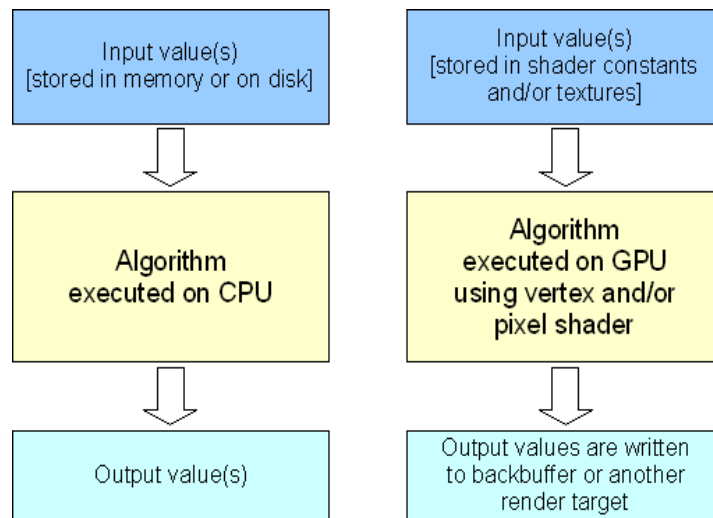 Input value(s)
[stored in memory or on disk]
Algorithm
executed on CPU
Output value(s)
Input value(s)
[stored in shader constants
and/or textures]
Algorithm
executed on GPU
using vertex and/or
pixel shader
Output values are written
to backbuffer or another
render target